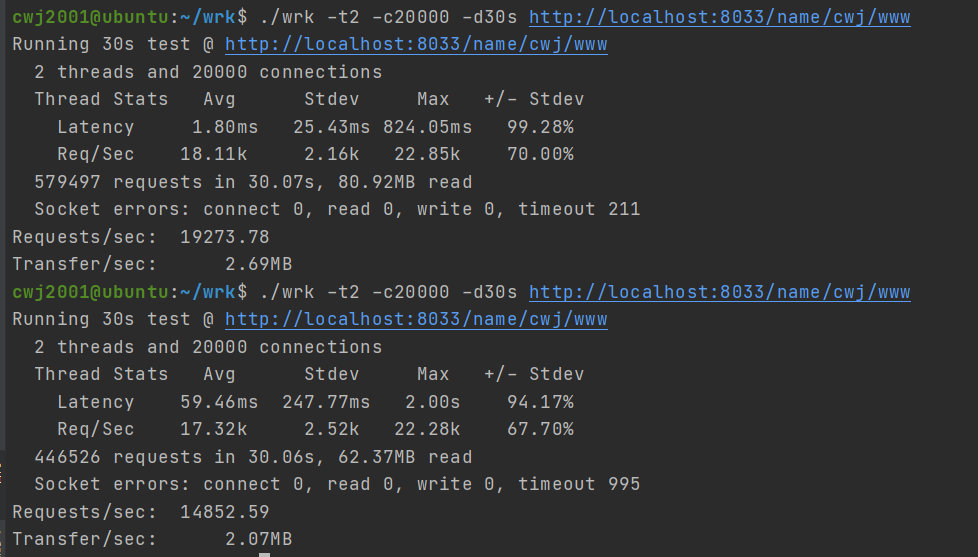 cwj2001@ubuntu:~/wrk$ ./wrk -t2 -c20000 -d30s http://localhost:8033/name/cwj/www
Running 30s test @ http://localhost:8033/name/cwj/www
  2 threads and 20000 connections
  Thread Stats   Avg      Stdev     Max   +/- Stdev
    Latency     1.80ms   25.43ms 824.05ms   99.28%
    Req/Sec    18.11k     2.16k   22.85k    70.00%
  579497 requests in 30.07s, 80.92MB read
  Socket errors: connect 0, read 0, write 0, timeout 211
Requests/sec:  19273.78
Transfer/sec:      2.69MB
cwj2001@ubuntu:~/wrk$ ./wrk -t2 -c20000 -d30s http://localhost:8033/name/cwj/www
Running 30s test @ http://localhost:8033/name/cwj/www
  2 threads and 20000 connections
  Thread Stats   Avg      Stdev     Max   +/- Stdev
    Latency    59.46ms  247.77ms   2.00s    94.17%
    Req/Sec    17.32k     2.52k   22.28k    67.70%
  446526 requests in 30.06s, 62.37MB read
  Socket errors: connect 0, read 0, write 0, timeout 995
Requests/sec:  14852.59
Transfer/sec:      2.07MB